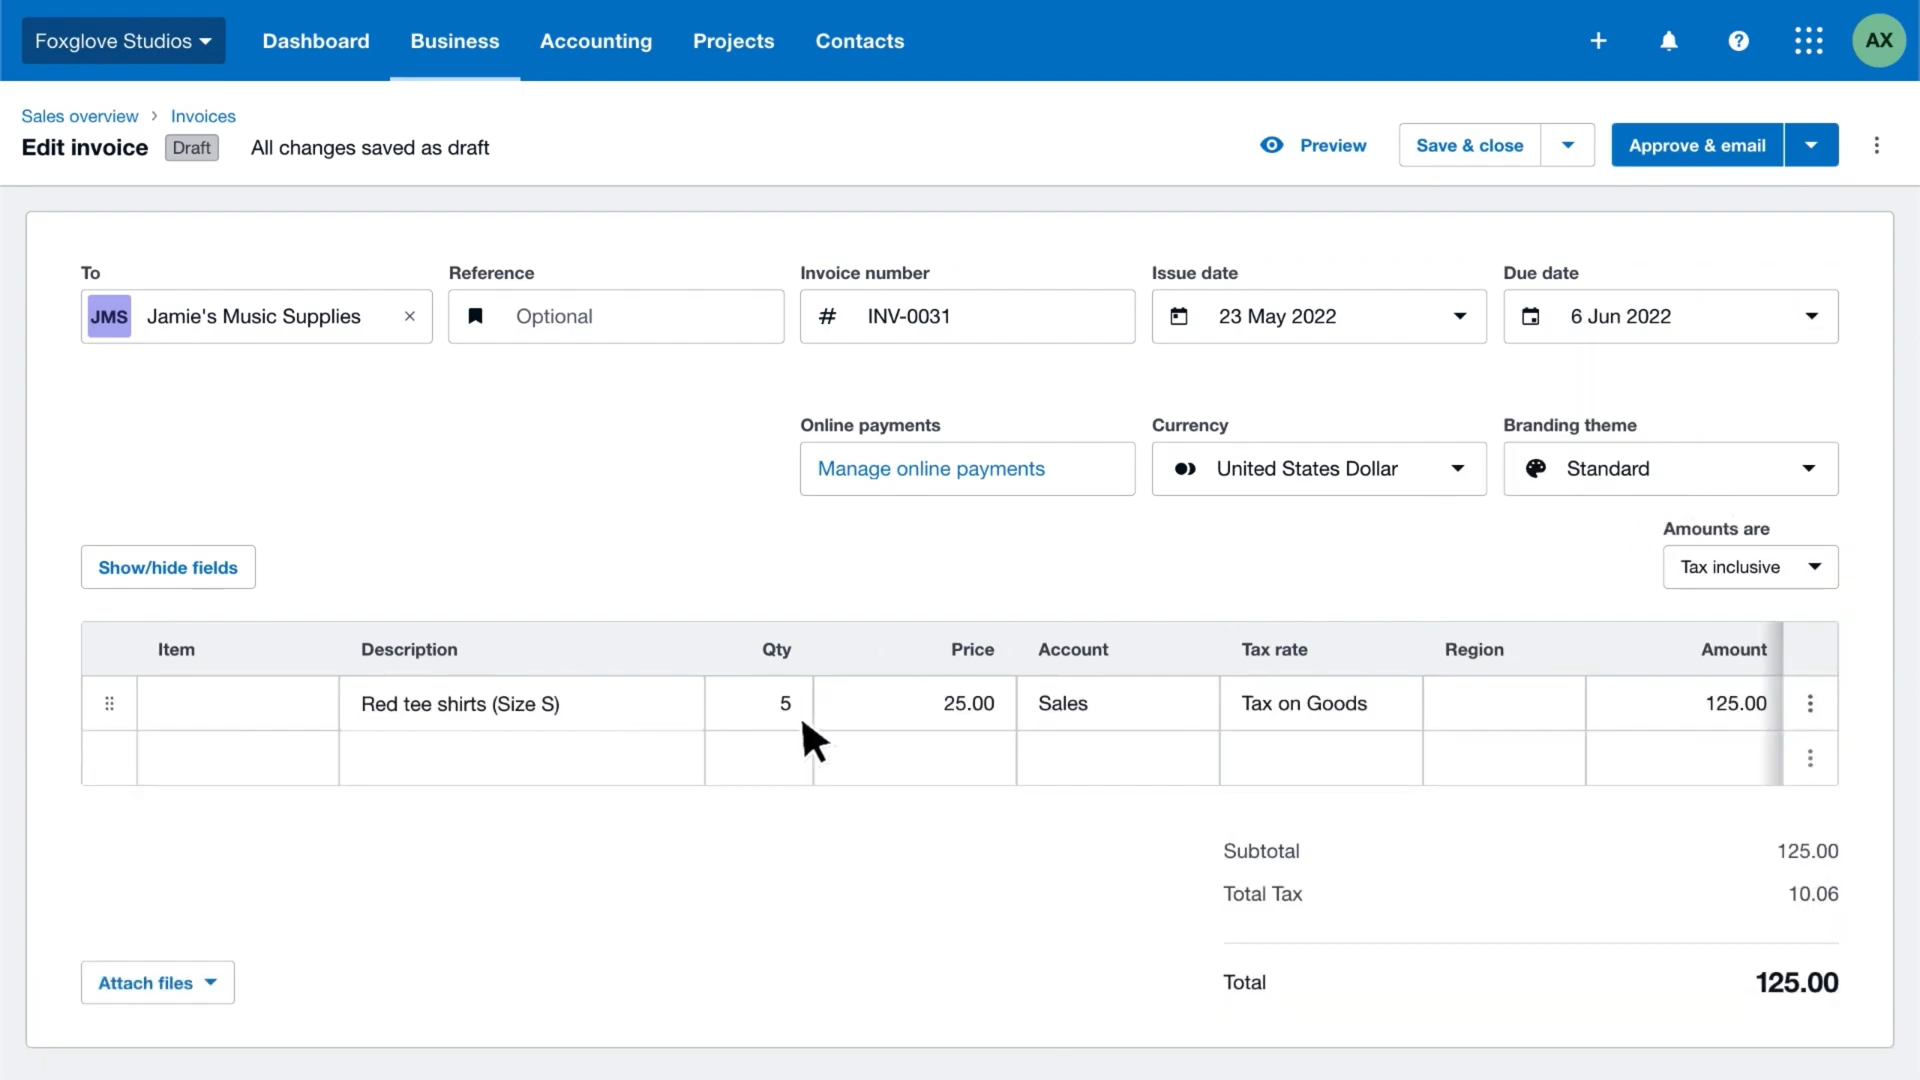 Foxglove Studios Dashboard Business Accounting Projects Contacts AX
Sales overview Invoices
Edit invoice Draft All changes saved as draft Preview Save & close Approve & email
To Reference Invoice number Issue date Due date
JMS Jamie's Music Supplies × Optional # INV-0031 23 May 2022 6 Jun 2022
Online payments Currency Branding theme
Manage online payments United States Dollar Standard
Amounts are
Show/hide fields Tax inclusive
Item Description Qty Price Account Tax rate Region Amount
Red tee shirts (Size S) 5 25.00 Sales Tax on Goods 125.00
Subtotal 125.00
Total Tax 10.06
Attach files Total 125.00